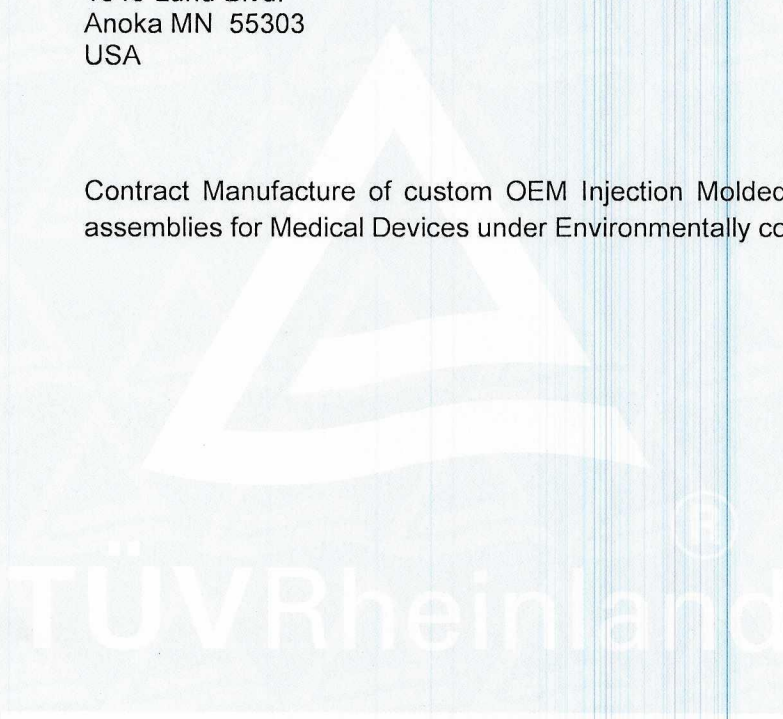 Anoka MN 55303
USA
Contract Manufacture of custom OEM Injection Molded
assemblies for Medical Devices under Environmentally co
®
TÜVRheinland